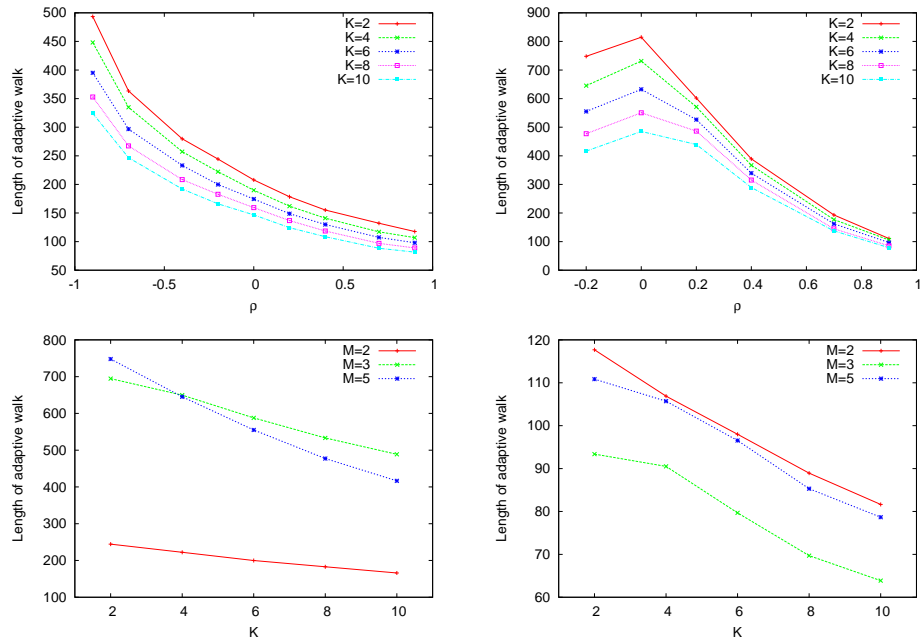 Length of adaptive walk
500
450
400
350
300
250
200
150
100
50
-1
-0.5
0
0.5
1
ρ
K=2
K=4
K=6
K=8
K=10
Length of adaptive walk
900
800
700
600
500
400
300
200
100
0
-0.2
0
0.2
0.4
0.6
0.8
1
ρ
K=2
K=4
K=6
K=8
K=10
Length of adaptive walk
800
700
600
500
400
300
200
100
2
4
6
8
10
K
M=2
M=3
M=5
Length of adaptive walk
120
110
100
90
80
70
60
2
4
6
8
10
K
M=2
M=3
M=5